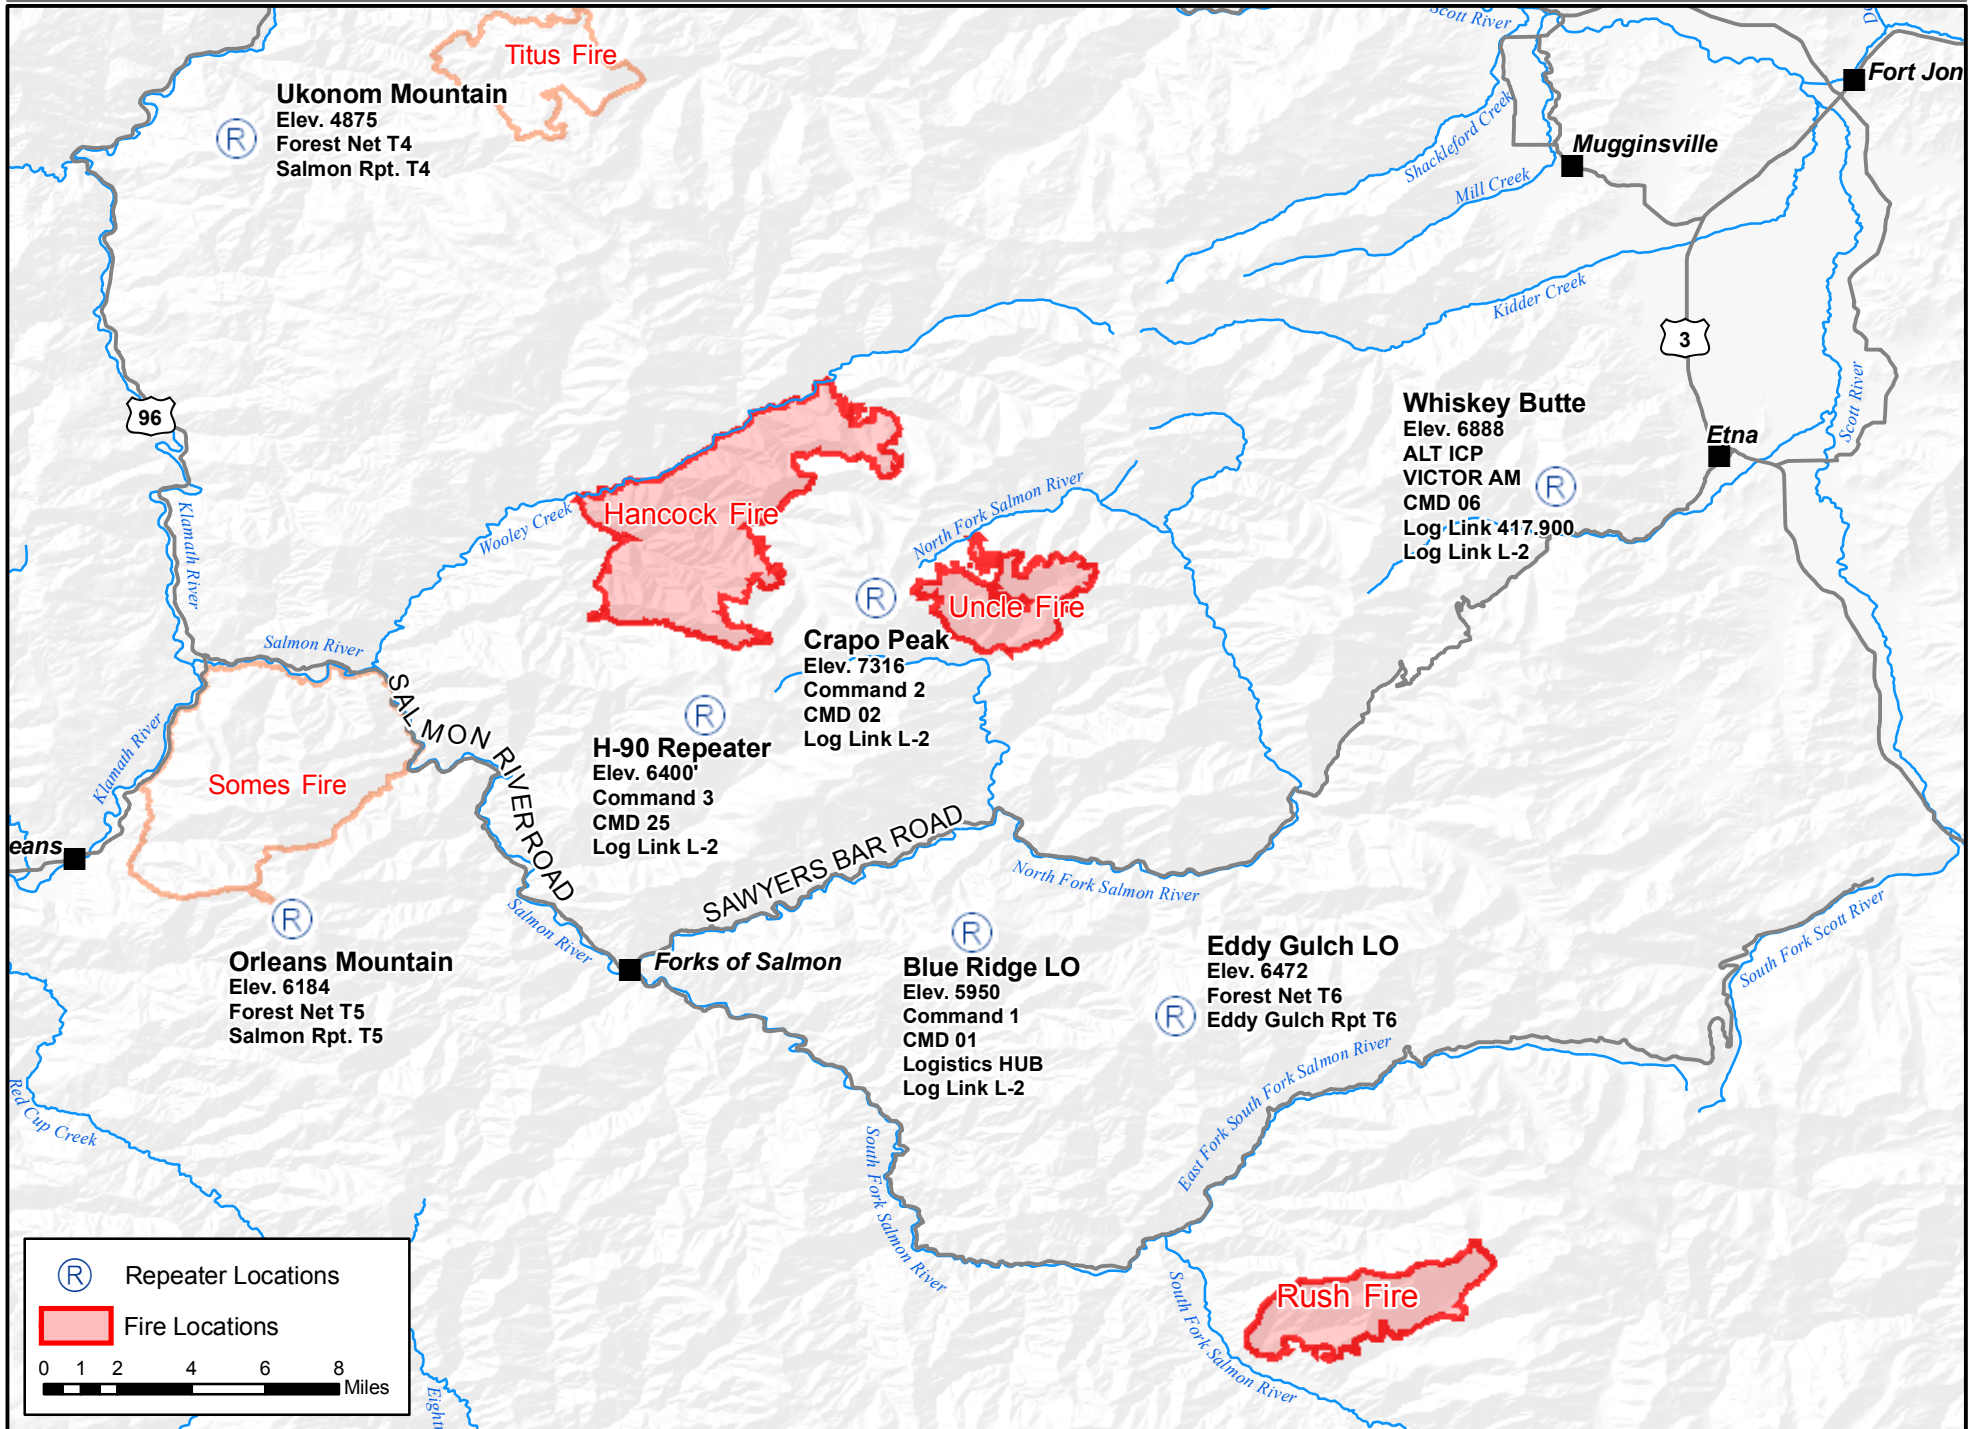 Titus Fire
Scott River
Do
Fort Jon
Ukonom Mountain
Elev. 4875
Forest Net T4
Salmon Rpt. T4
R
Shackleford Creek
Mugginsville
Mill Creek
Kidder Creek
3
96
Whiskey Butte
Elev. 6888
ALT ICP
VICTOR AM
CMD 06
Log Link 417.900
Log Link L-2
R
Etna
Scott River
Klamath River
Wooley Creek
Hancock Fire
North Fork Salmon River
Uncle Fire
R
Crapo Peak
Elev. 7316
Command 2
CMD 02
Log Link L-2
Salmon River
SALMON RIVER ROAD
Klamath River
Somes Fire
R
H-90 Repeater
Elev. 6400'
Command 3
CMD 25
Log Link L-2
SAWYERS BAR ROAD
North Fork Salmon River
eans
R
Orleans Mountain
Elev. 6184
Forest Net T5
Salmon Rpt. T5
Salmon River
Forks of Salmon
R
Blue Ridge LO
Elev. 5950
Command 1
CMD 01
Logistics HUB
Log Link L-2
Eddy Gulch LO
Elev. 6472
Forest Net T6
Eddy Gulch Rpt T6
R
South Fork Scott River
East Fork South Fork Salmon River
Red Cup Creek
South Fork Salmon River
South Fork Salmon River
Rush Fire
R Repeater Locations
Fire Locations
0 1 2 4 6 8
Miles
Eight